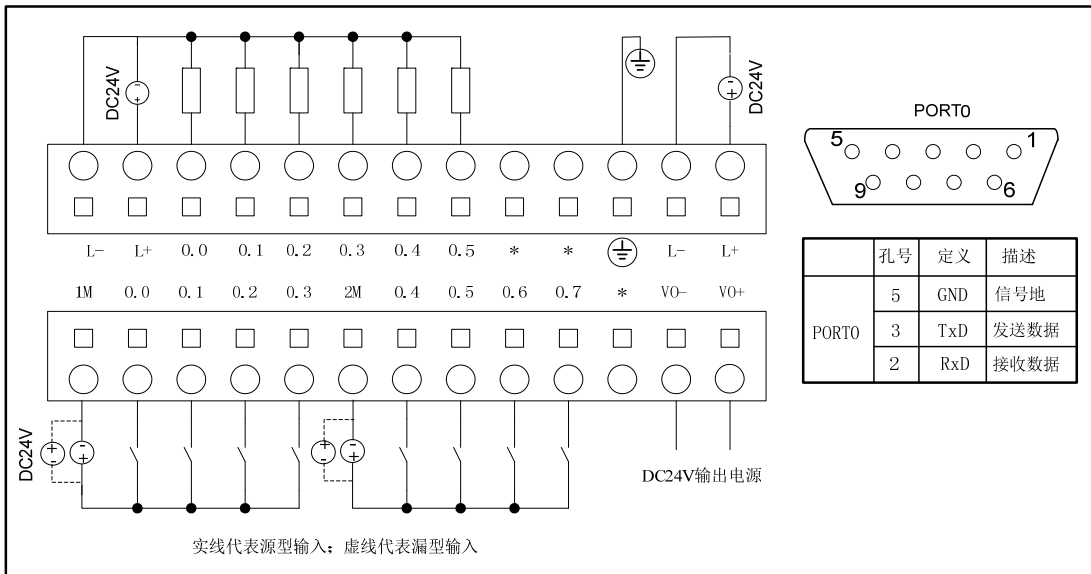 DC24V
DC24V
L- L+ 0.0 0.1 0.2 0.3 0.4 0.5 * * L- L+
1M 0.0 0.1 0.2 0.3 2M 0.4 0.5 0.6 0.7 * VO- VO+
DC24V
DC24V输出电源
实线代表源型输入；虚线代表漏型输入
PORT0
5 1
9 6
孔号 定义 描述
PORT0
5 GND 信号地
3 TxD 发送数据
2 RxD 接收数据